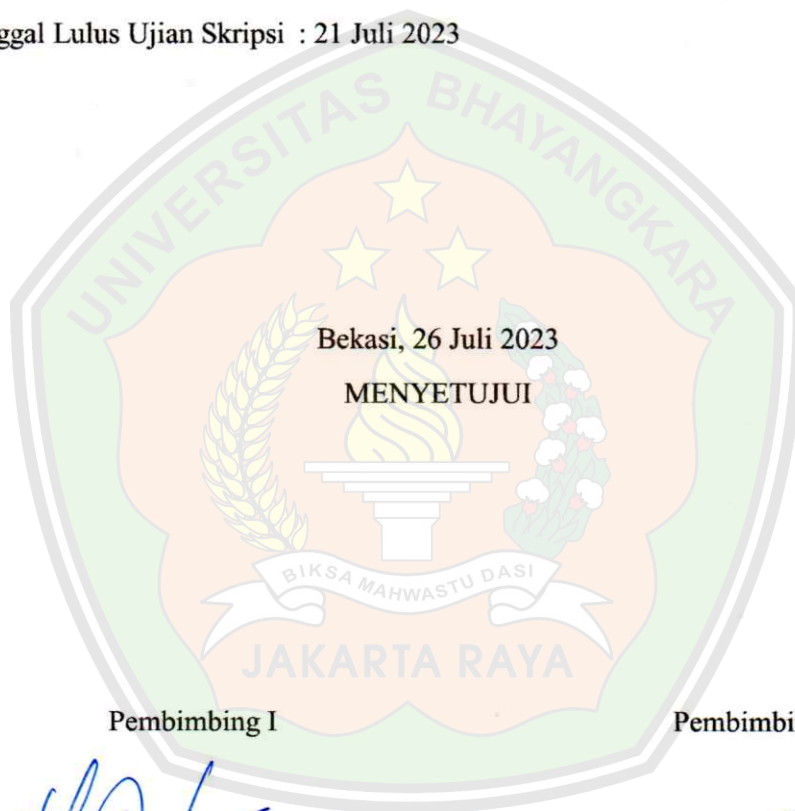 ggal Lulus Ujian Skripsi : 21 Juli 2023
UNIVERSITAS BHAYANGKARA
Bekasi, 26 Juli 2023
MENYETUJUI
BIKSA MAHWASTU DASI
JAKARTA RAYA
Pembimbing I
Pembimbi